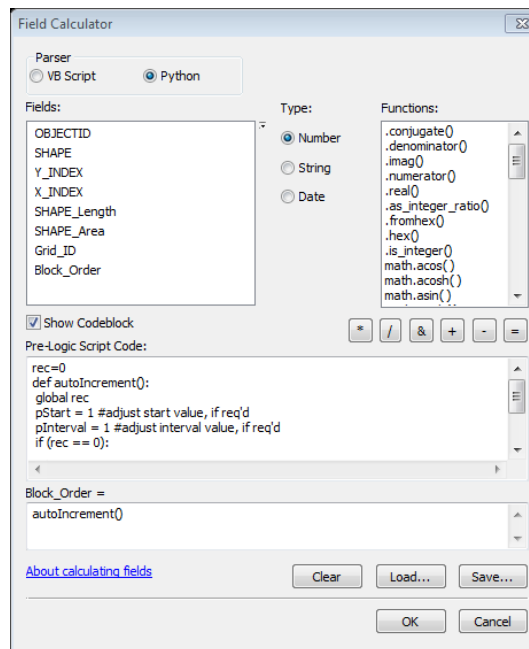 Field Calculator
Parser
VB Script
Python
Fields:
Type:
Functions:
OBJECTID
SHAPE
Y_INDEX
X_INDEX
SHAPE_Length
SHAPE_Area
Grid_ID
Block_Order
Number
String
Date
.conjugate()
.denominator()
.imag()
.numerator()
.real()
.as_integer_ratio()
.fromhex()
.hex()
.is_integer()
math.acos( )
math.acosh( )
math.asin( )
Show Codeblock
* / & + - =
Pre-Logic Script Code:
rec=0
def autoIncrement():
global rec
pStart = 1 #adjust start value, if req'd
pInterval = 1 #adjust interval value, if req'd
if (rec == 0):
Block_Order =
autoIncrement()
About calculating fields
Clear
Load...
Save...
OK
Cancel